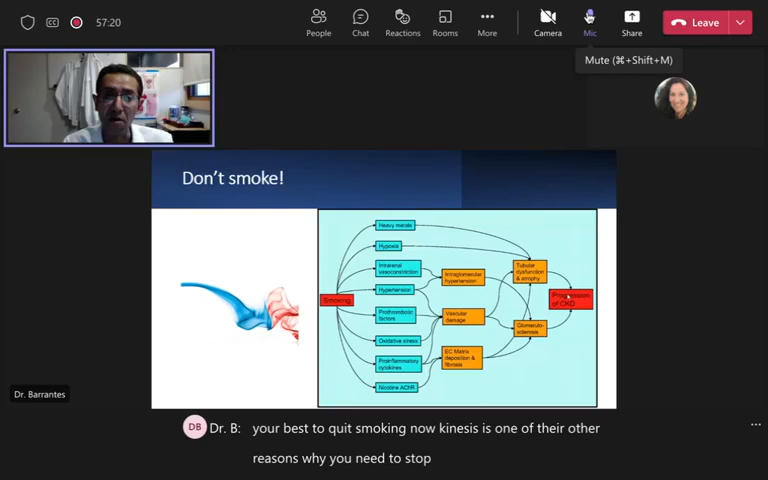 57:20
People
Chat
Reactions
Rooms
More
Camera
Mic
Share
Leave
Mute (⌘+Shift+M)
Don't smoke!
Heavy metals
Hypoxia
Intrarenal
vasoconstriction
Hypertension
Prothrombotic
factors
Oxidative stress
Proinflammatory
cytokines
Nicotine AChR
Smoking
Intraglomerular
hypertension
Vascular
damage
EC Matrix
deposition &
fibrosis
Tubular
dysfunction
& atrophy
Glomerulo-
sclerosis
Progression
of CKD
Dr. Barrantes
DB Dr. B: your best to quit smoking now kinesis is one of their other
reasons why you need to stop